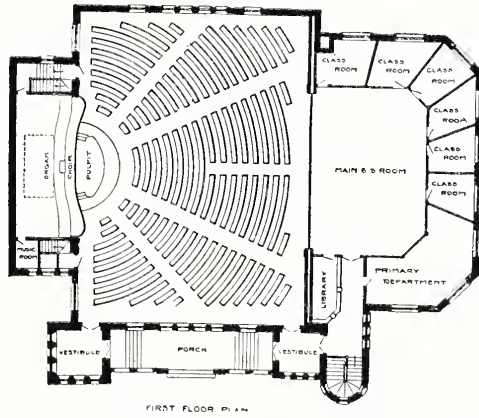 CLASS
ROOM
CLASS
ROOM
CLASS
ROOM
CLASS
ROOM
CLASS
ROOM
CLASS
ROOM
MAIN S S ROOM
ORGAN
CHOIR
PULPIT
MUSIC
ROOM
LIBRARY
PRIMARY
DEPARTMENT
VESTIBULE
PORCH
VESTIBULE
FIRST FLOOR PLAN